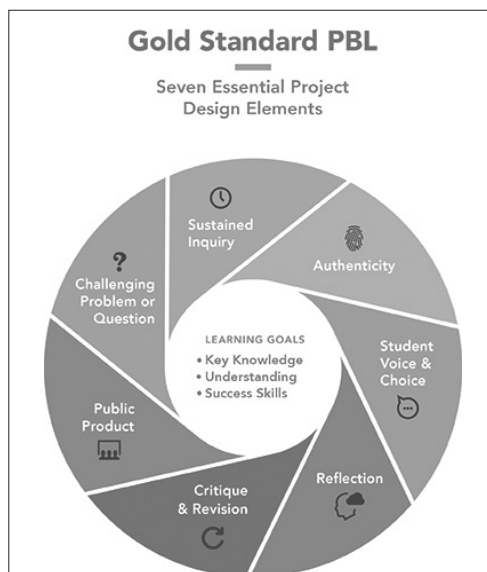 Gold Standard PBL
Seven Essential Project
Design Elements
?
Challenging
Problem or
Question
Sustained
Inquiry
Authenticity
Student
Voice &
Choice
Reflection
Critique
& Revision
Public
Product
LEARNING GOALS
• Key Knowledge
• Understanding
• Success Skills